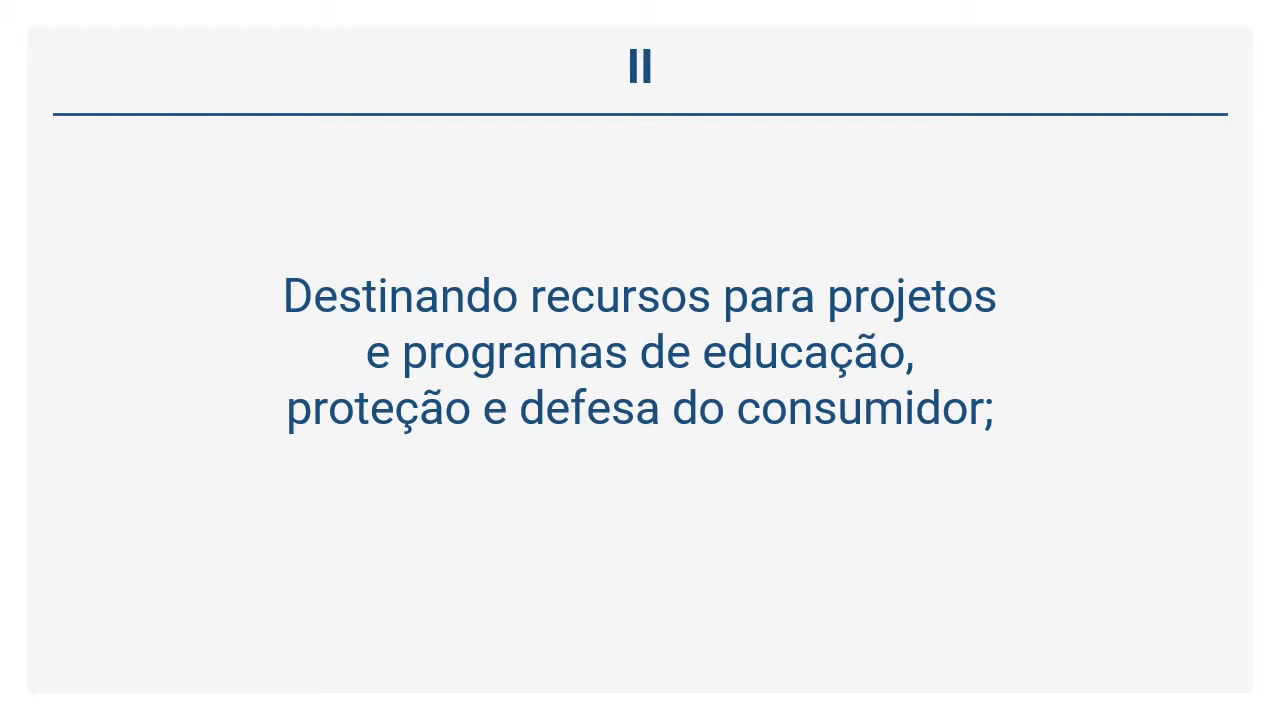 II
Destinando recursos para projetos
e programas de educação,
proteção e defesa do consumidor;